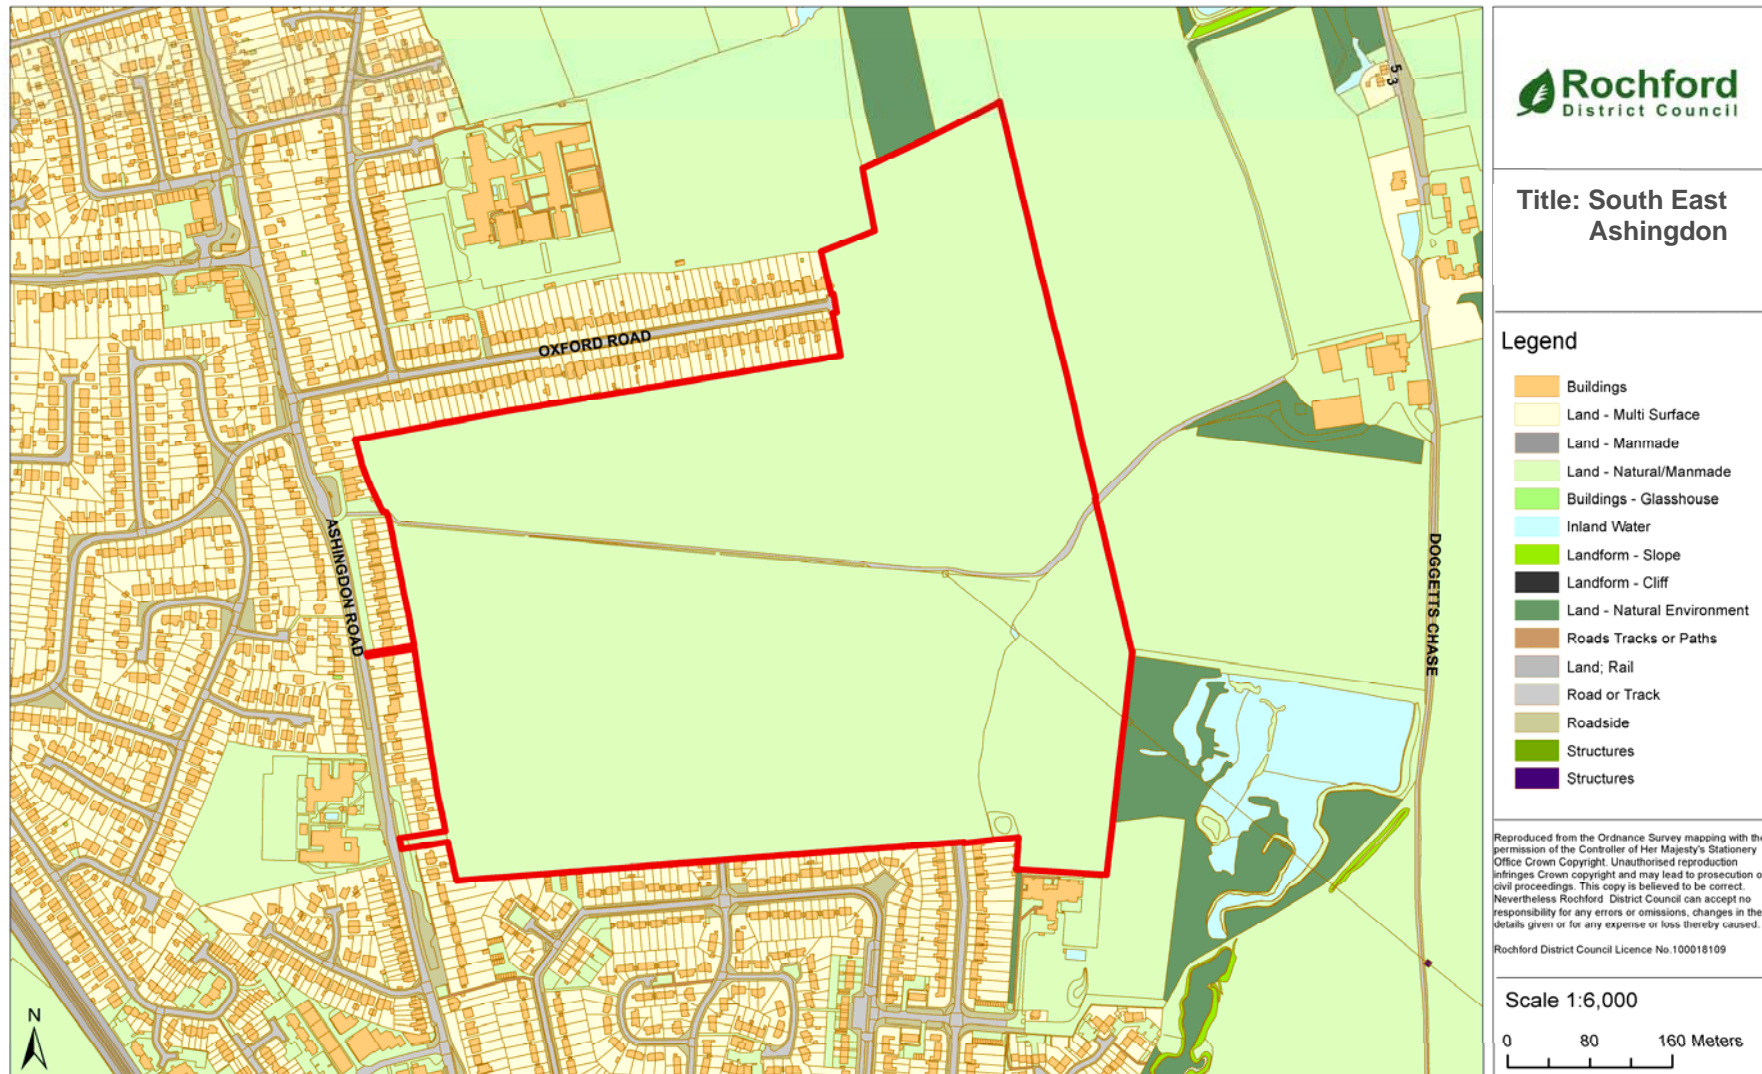 OXFORD ROAD
ASHINGDON ROAD
DOGGETTS CHASE
5 3
N
Rochford
District Council
Title: South East
Ashingdon
Legend
Buildings
Land - Multi Surface
Land - Manmade
Land - Natural/Manmade
Buildings - Glasshouse
Inland Water
Landform - Slope
Landform - Cliff
Land - Natural Environment
Roads Tracks or Paths
Land; Rail
Road or Track
Roadside
Structures
Structures
Reproduced from the Ordnance Survey mapping with the
permission of the Controller of Her Majesty's Stationery
Office Crown Copyright. Unauthorised reproduction
infringes Crown copyright and may lead to prosecution o
civil proceedings. This copy is believed to be correct.
Nevertheless Rochford District Council can accept no
responsibility for any errors or omissions, changes in the
details given or for any expense or loss thereby caused.
Rochford District Council Licence No.100018109
Scale 1:6,000
0 80 160 Meters